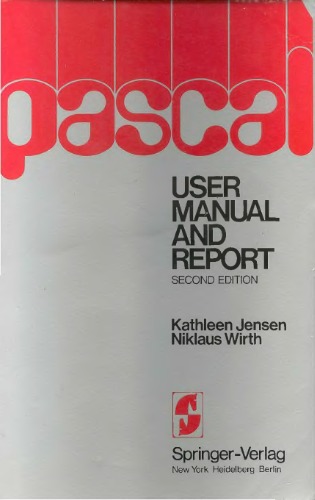 pascal
USER
MANUAL
AND
REPORT
SECOND EDITION
Kathleen Jensen
Niklaus Wirth
Springer-Verlag
New York Heidelberg Berlin